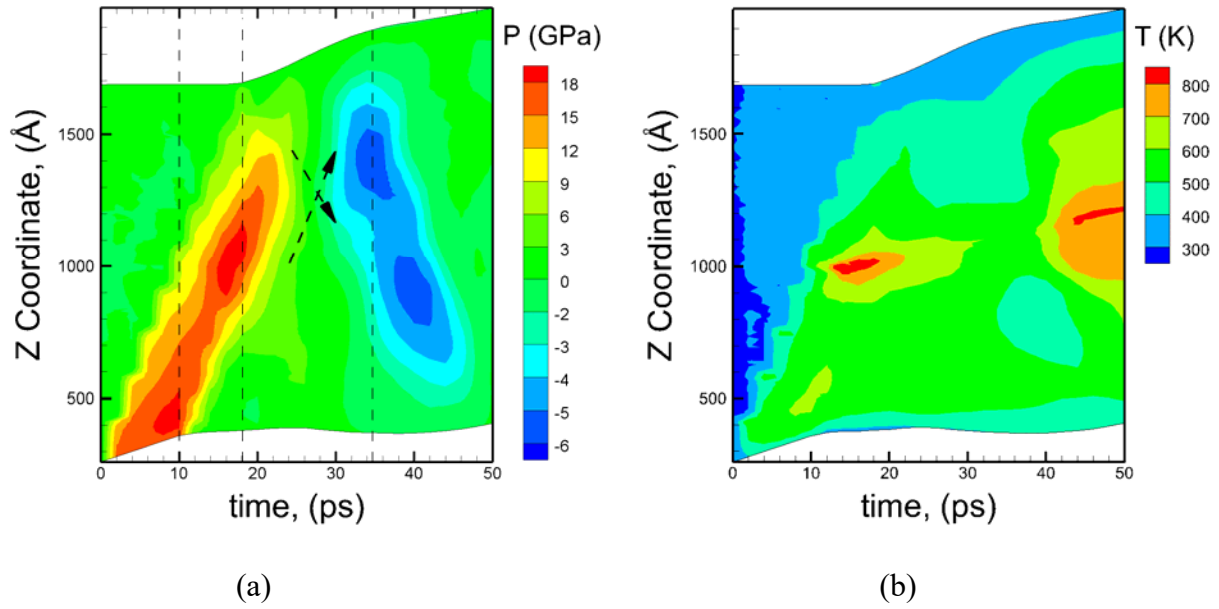 P (GPa)
18
15
12
9
6
3
0
-2
-3
-4
-5
-6
Z Coordinate, (Å)
1500
1000
500
0 10 20 30 40 50
time, (ps)
(a)
T (K)
800
700
600
500
400
300
Z Coordinate, (Å)
1500
1000
500
0 10 20 30 40 50
time, (ps)
(b)